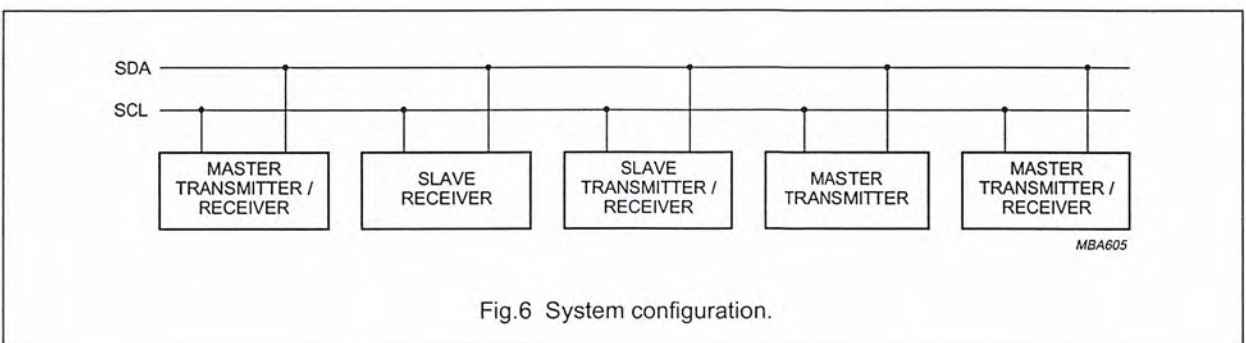 SDA
SCL
MASTER
TRANSMITTER /
RECEIVER
SLAVE
RECEIVER
SLAVE
TRANSMITTER /
RECEIVER
MASTER
TRANSMITTER
MASTER
TRANSMITTER /
RECEIVER
MBA605
Fig.6 System configuration.